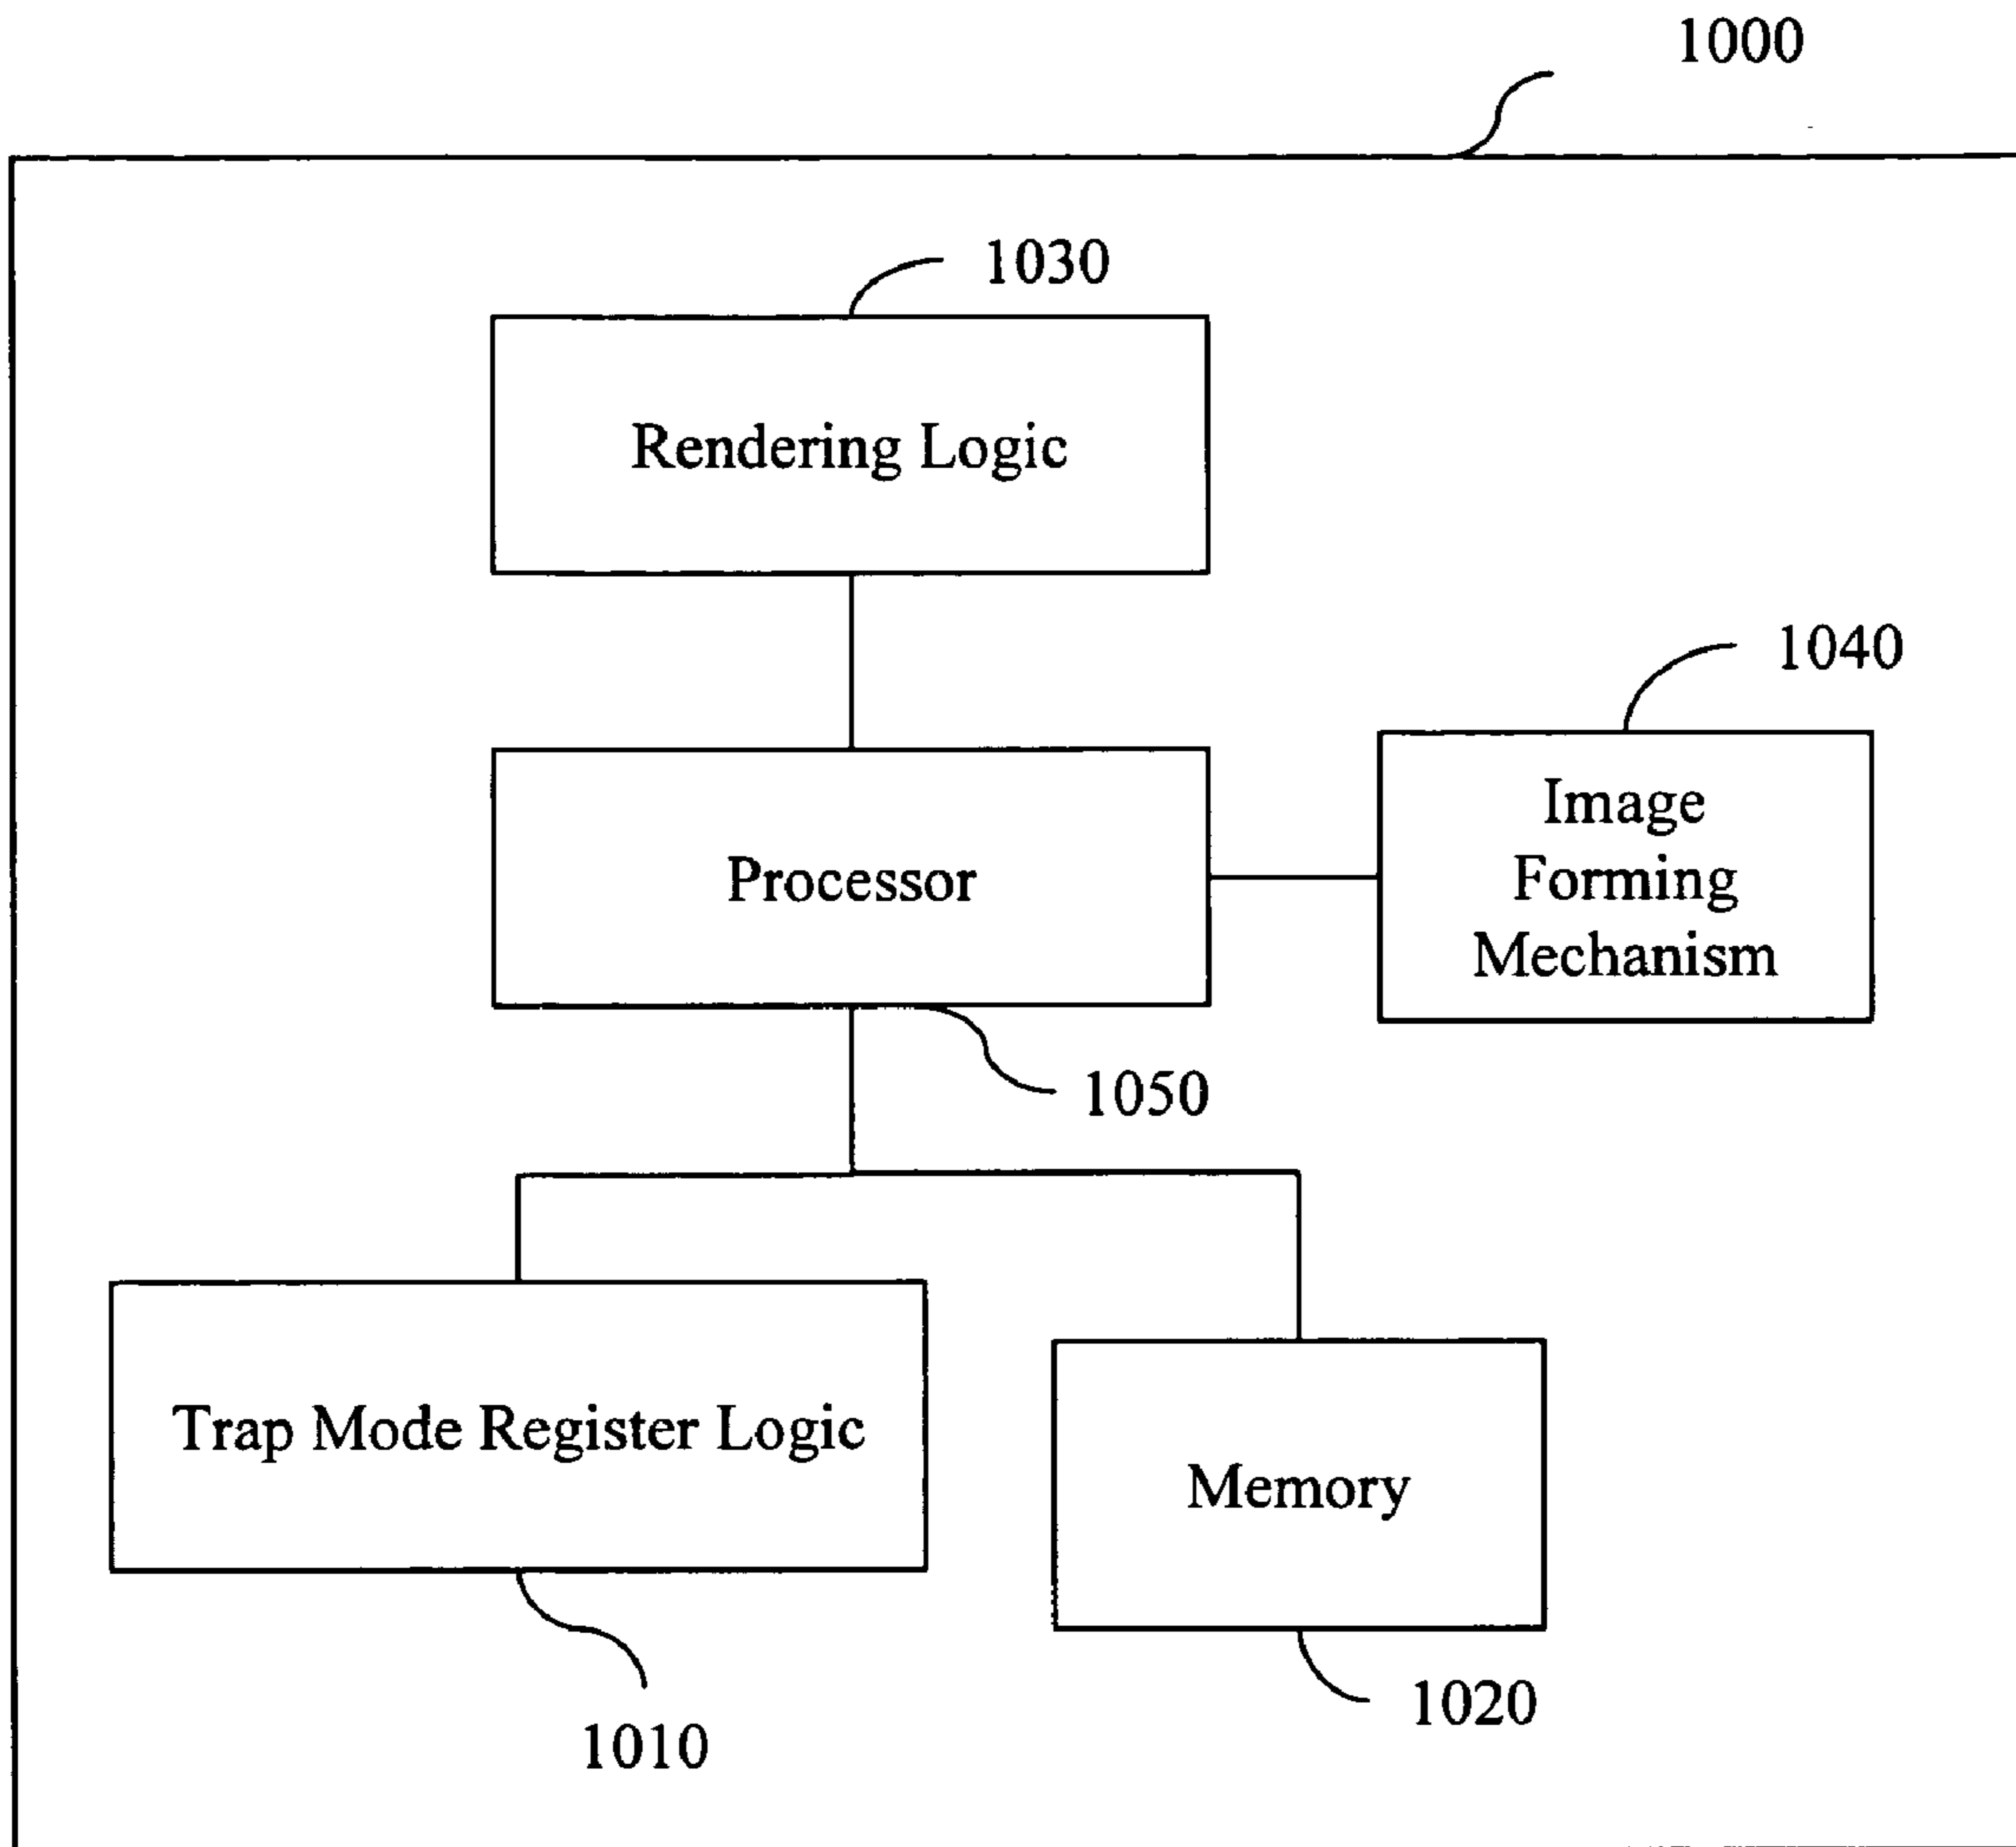 1000
1030
Rendering Logic
1040
Image
Forming
Mechanism
Processor
1050
Trap Mode Register Logic
Memory
1010
1020